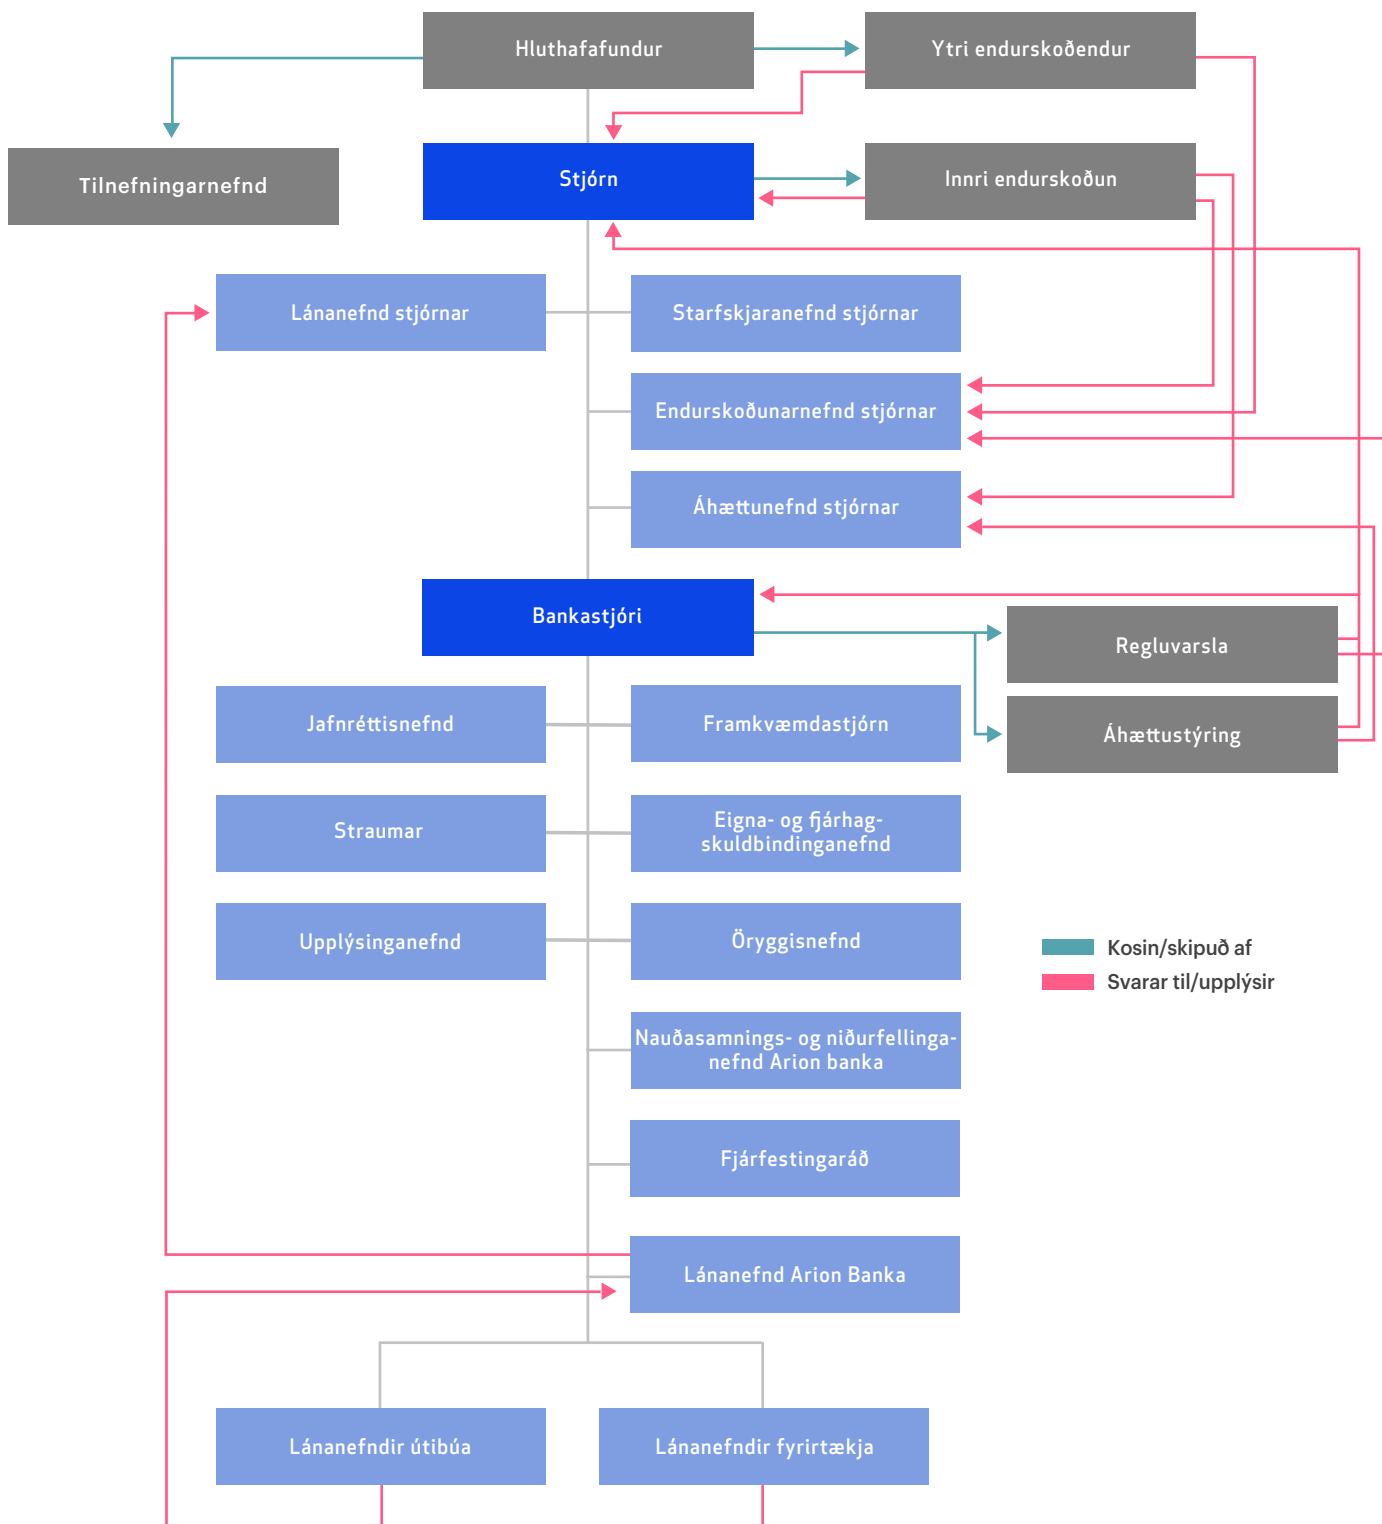 Hluthafafundur
Ytri endurskoðendur
Tilnefningarnefnd
Stjórn
Innri endurskoðun
Lánanefnd stjórnar
Starfskjaranefnd stjórnar
Endurskoðunarnefnd stjórnar
Áhættunefnd stjórnar
Bankastjóri
Regluvarsla
Áhættustýring
Jafnréttisnefnd
Framkvæmdastjórn
Straumar
Eigna- og fjárhag-
skuldbindinganefnd
Upplýsinganefnd
Öryggisnefnd
Kosin/skipuð af
Svarar til/upplýsir
Nauðasamnings- og niðurfellinga-
nefnd Arion banka
Fjárfestingaráð
Lánanefnd Arion Banka
Lánanefndir útibúa
Lánanefndir fyrirtækja